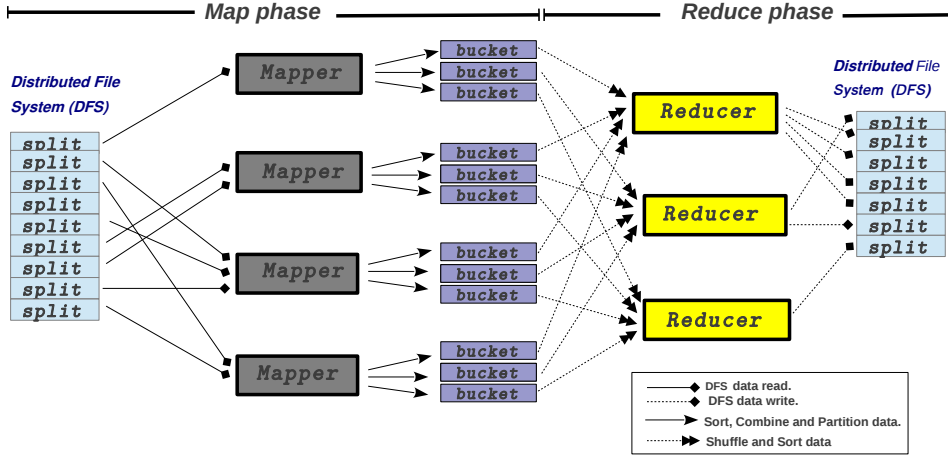 Map phase
Reduce phase
Distributed File
System (DFS)
split
split
split
split
split
split
split
split
split
Mapper
Mapper
Mapper
Mapper
bucket
bucket
bucket
bucket
bucket
bucket
bucket
bucket
bucket
bucket
bucket
bucket
Reducer
Reducer
Reducer
Distributed File
System (DFS)
split
split
split
split
split
split
split
DFS data read.
DFS data write.
Sort, Combine and Partition data.
Shuffle and Sort data